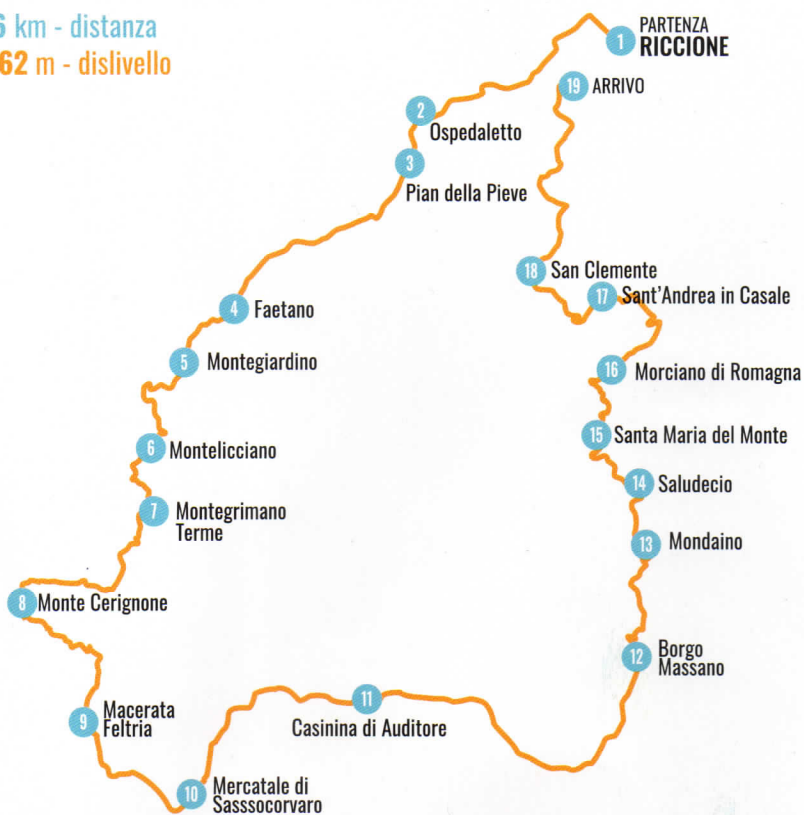 6 km - distanza
62 m - dislivello
1
PARTENZA
RICCIONE
19 ARRIVO
2
Ospedaletto
3
Pian della Pieve
18 San Clemente
17
Sant'Andrea in Casale
4 Faetano
5 Montegiardino
16 Morciano di Romagna
15 Santa Maria del Monte
6 Montelicciano
14 Saludecio
7 Montegrimano
Terme
13 Mondaino
8 Monte Cerignone
12 Borgo
Massano
11
Casinina di Auditore
9 Macerata
Feltria
10 Mercatale di
Sasssocorvaro